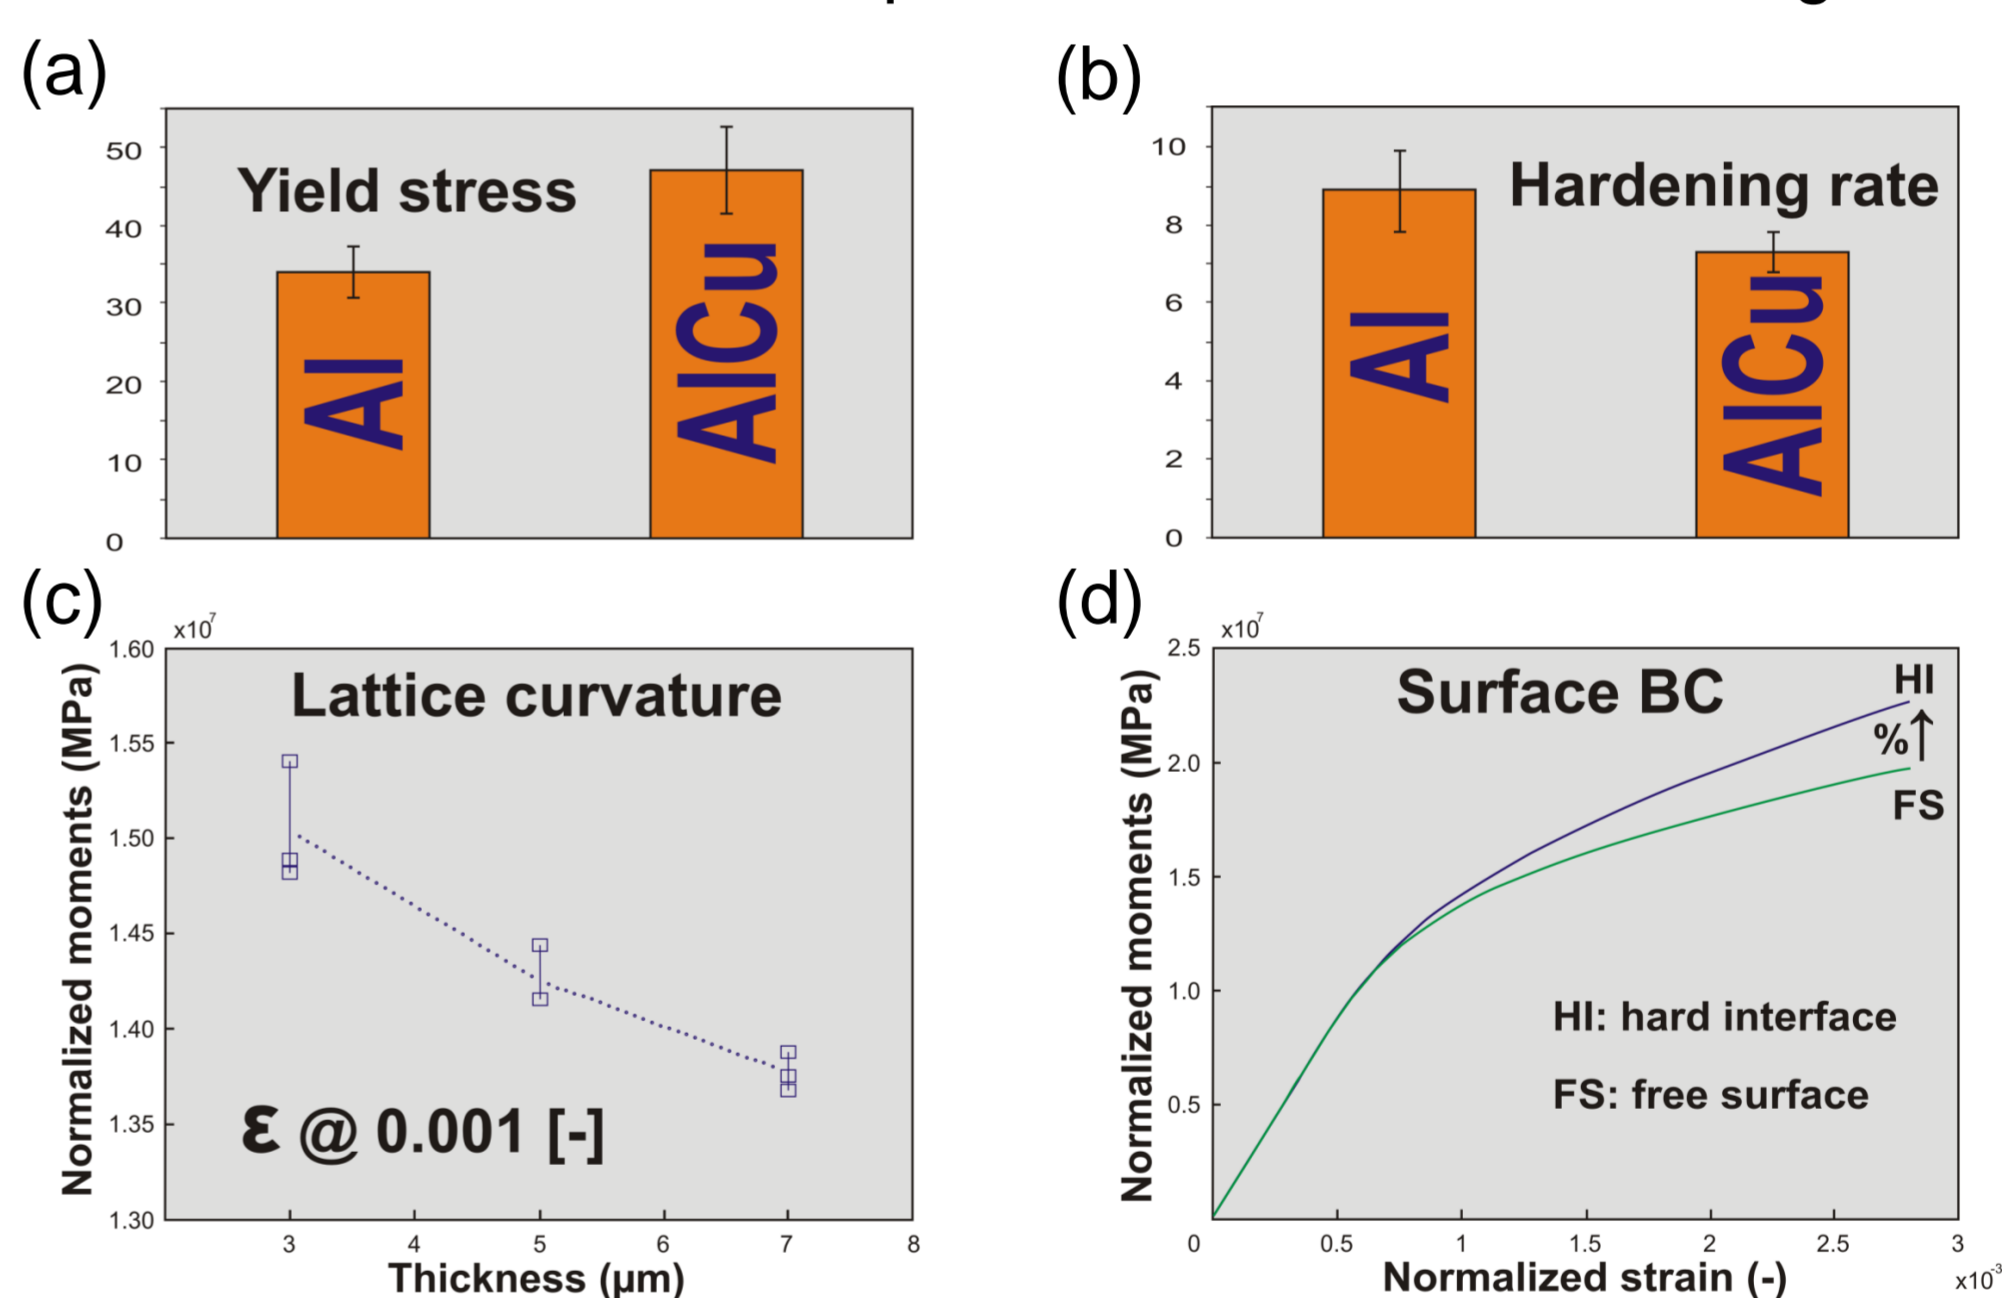 (a)
Yield stress
50
40
30
20
10
0
Al
AlCu
(b)
Hardening rate
10
8
6
4
2
0
Al
AlCu
(c)
x10⁷
Lattice curvature
Normalized moments (MPa)
1.60
1.55
1.50
1.45
1.40
1.35
1.30
ε @ 0.001 [-]
3 4 5 6 7 8
Thickness (μm)
(d)
x10⁷
Surface BC
Normalized moments (MPa)
2.5
2.0
1.5
1.0
0.5
HI
%↑
FS
HI: hard interface
FS: free surface
0 0.5 1 1.5 2 2.5 3
Normalized strain (-)
x10⁻³